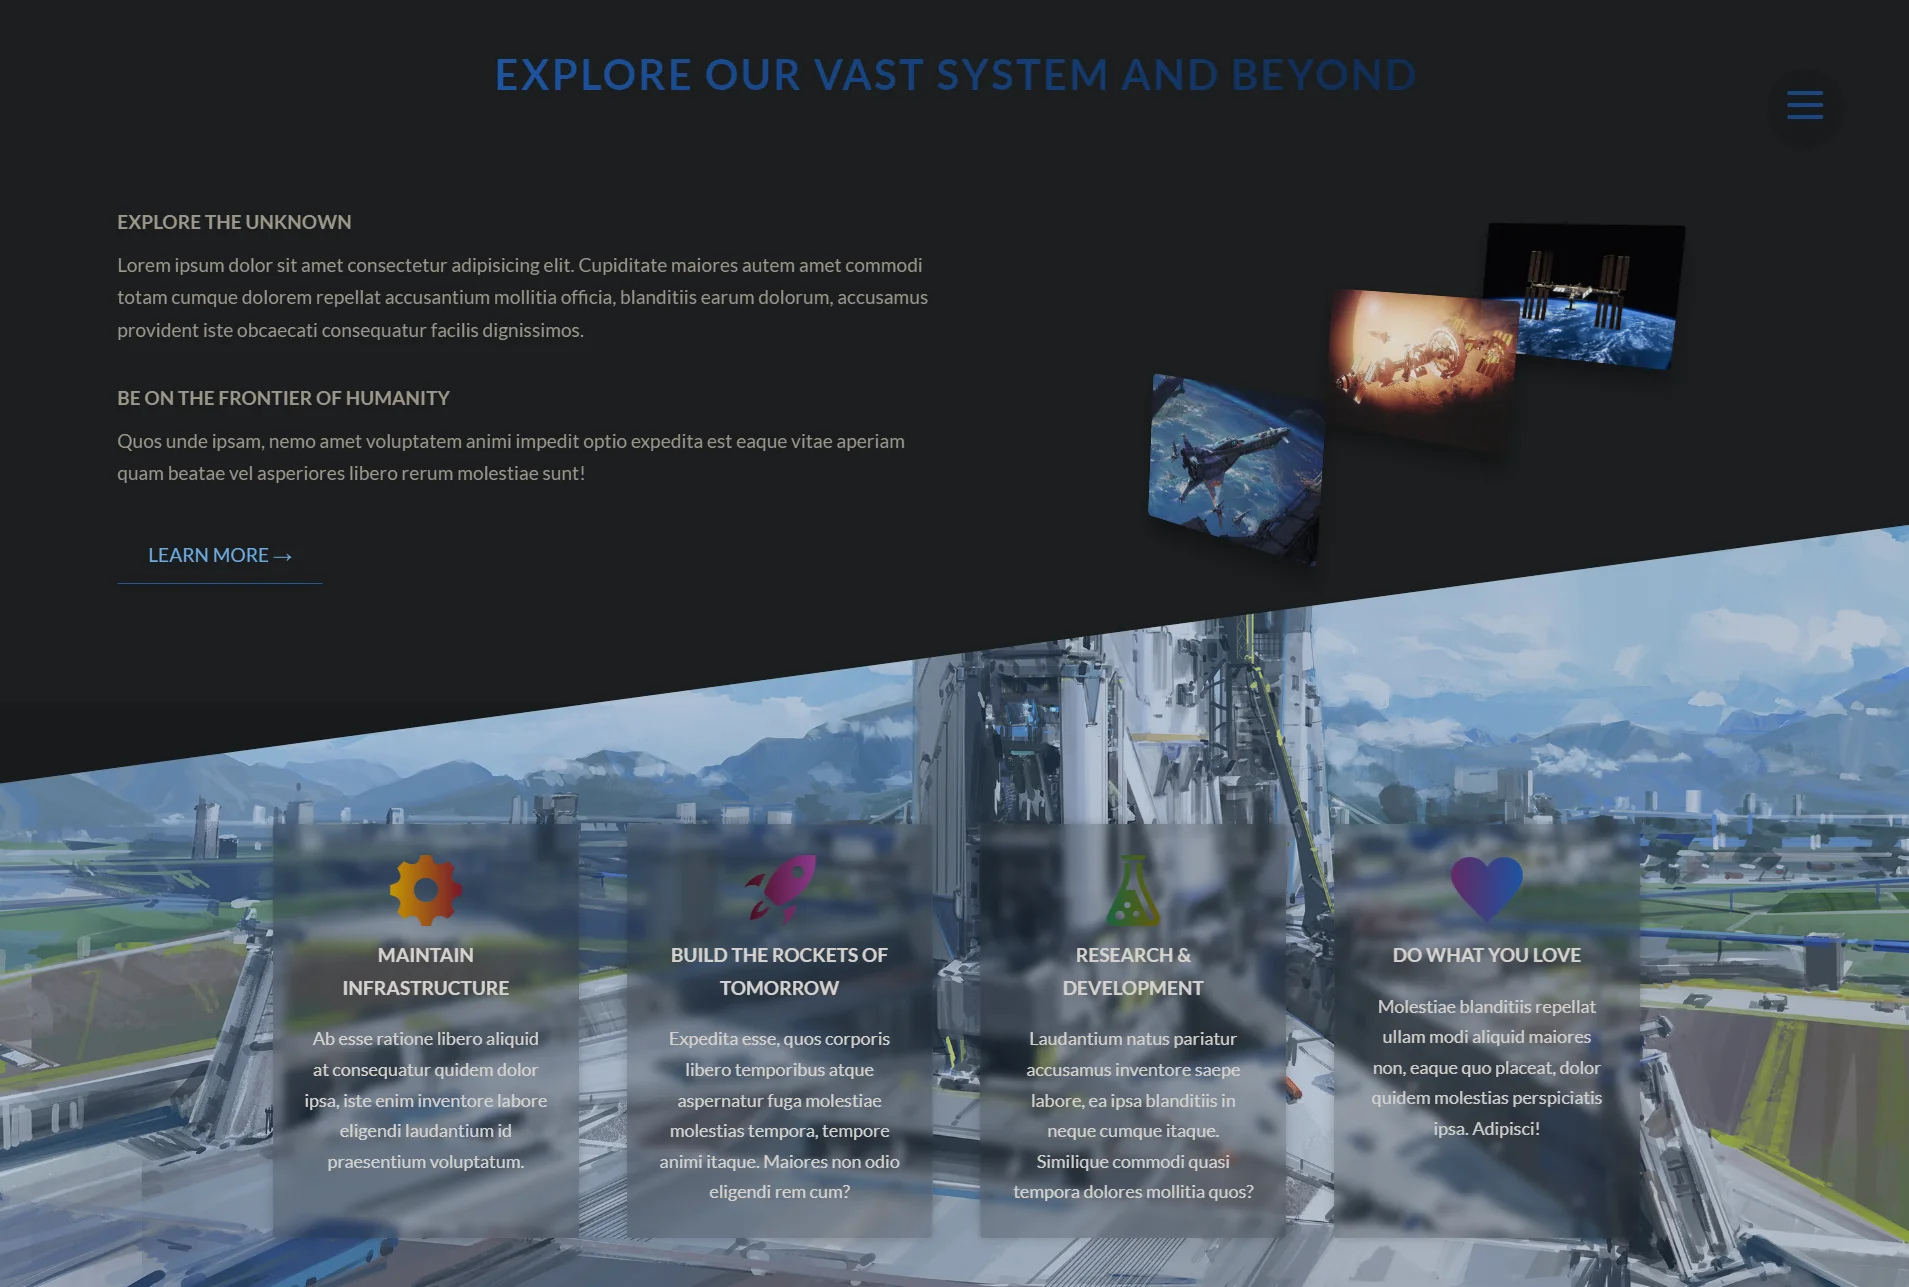 EXPLORE OUR VAST SYSTEM AND BEYOND
EXPLORE THE UNKNOWN
Lorem ipsum dolor sit amet consectetur adipisicing elit. Cupiditate maiores autem amet commodi
totam cumque dolorem repellat accusantium mollitia officia, blanditiis earum dolorum, accusamus
provident iste obcaecati consequatur facilis dignissimos.
BE ON THE FRONTIER OF HUMANITY
Quos unde ipsam, nemo amet voluptatem animi impedit optio expedita est eaque vitae aperiam
quam beatae vel asperiores libero rerum molestiae sunt!
LEARN MORE →
MAINTAIN
INFRASTRUCTURE
Ab esse ratione libero aliquid
at consequatur quidem dolor
ipsa, iste enim inventore labore
eligendi laudantium id
praesentium voluptatum.
BUILD THE ROCKETS OF
TOMORROW
Expedita esse, quos corporis
libero temporibus atque
aspernatur fuga molestiae
molestias tempora, tempore
animi itaque. Maiores non odio
eligendi rem cum?
RESEARCH &
DEVELOPMENT
Laudantium natus pariatur
accusamus inventore saepe
labore, ea ipsa blanditiis in
neque cumque itaque.
Similique commodi quasi
tempora dolores mollitia quos?
DO WHAT YOU LOVE
Molestiae blanditiis repellat
ullam modi aliquid maiores
non, eaque quo placeat, dolor
quidem molestias perspiciatis
ipsa. Adipisci!